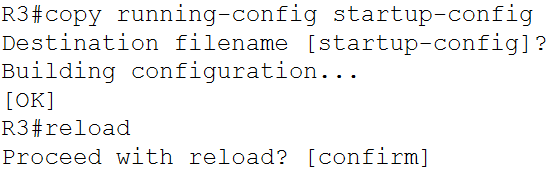 R3#copy running-config startup-config
Destination filename [startup-config]?
Building configuration...
[OK]
R3#reload
Proceed with reload? [confirm]